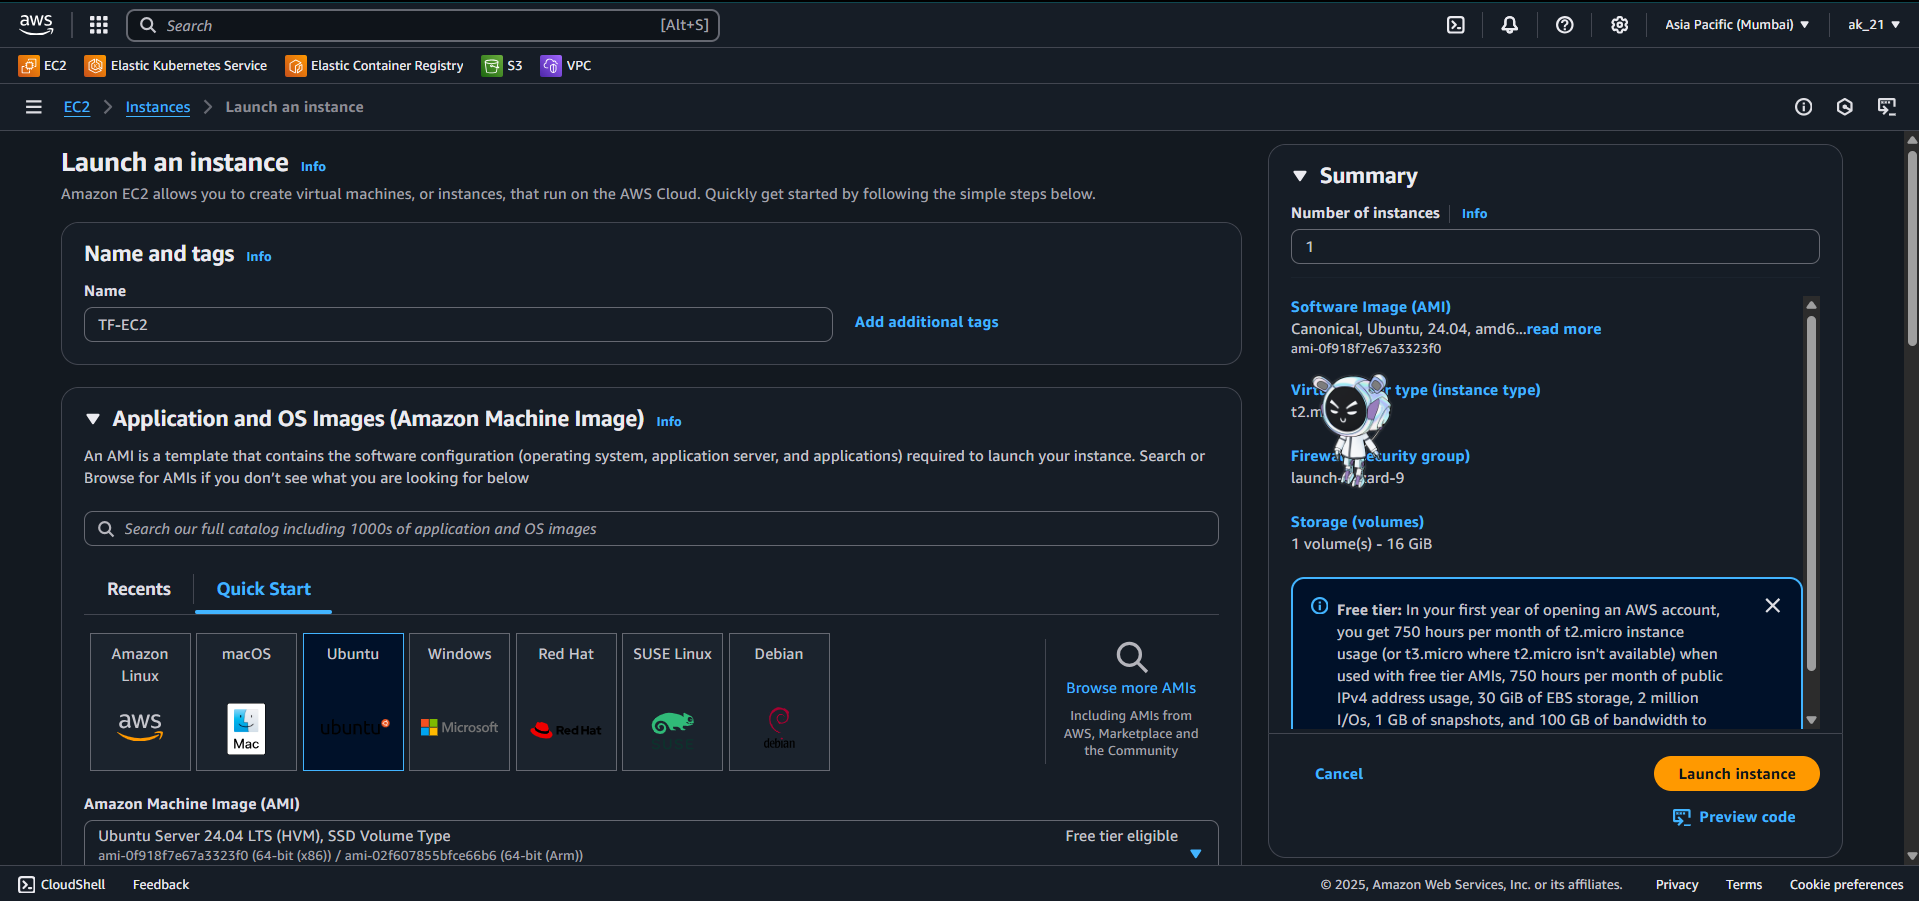 aws
Search [Alt+S]
Asia Pacific (Mumbai)
ak_21
EC2
Elastic Kubernetes Service
Elastic Container Registry
S3
VPC
EC2 Instances Launch an instance
Launch an instance Info
Amazon EC2 allows you to create virtual machines, or instances, that run on the AWS Cloud. Quickly get started by following the simple steps below.
Name and tags Info
Name
TF-EC2
Add additional tags
Application and OS Images (Amazon Machine Image) Info
An AMI is a template that contains the software configuration (operating system, application server, and applications) required to launch your instance. Search or
Browse for AMIs if you don’t see what you are looking for below
Search our full catalog including 1000s of application and OS images
Recents
Quick Start
Amazon
Linux
aws
macOS
Mac
Ubuntu
ubuntu
Windows
Microsoft
Red Hat
Red Hat
SUSE Linux
SUSE
Debian
debian
Browse more AMIs
Including AMIs from
AWS, Marketplace and
the Community
Amazon Machine Image (AMI)
Ubuntu Server 24.04 LTS (HVM), SSD Volume Type
Free tier eligible
ami-0f918f7e67a3323f0 (64-bit (x86)) / ami-02f607855bfce66b6 (64-bit (Arm))
Summary
Number of instances Info
1
Software Image (AMI)
Canonical, Ubuntu, 24.04, amd6...read more
ami-0f918f7e67a3323f0
type (instance type)
group)
Storage (volumes)
1 volume(s) - 16 GiB
Free tier: In your first year of opening an AWS account,
you get 750 hours per month of t2.micro instance
usage (or t3.micro where t2.micro isn't available) when
used with free tier AMIs, 750 hours per month of public
IPv4 address usage, 30 GiB of EBS storage, 2 million
I/Os, 1 GB of snapshots, and 100 GB of bandwidth to
Cancel
Launch instance
Preview code
CloudShell
Feedback
© 2025, Amazon Web Services, Inc. or its affiliates.
Privacy
Terms
Cookie preferences